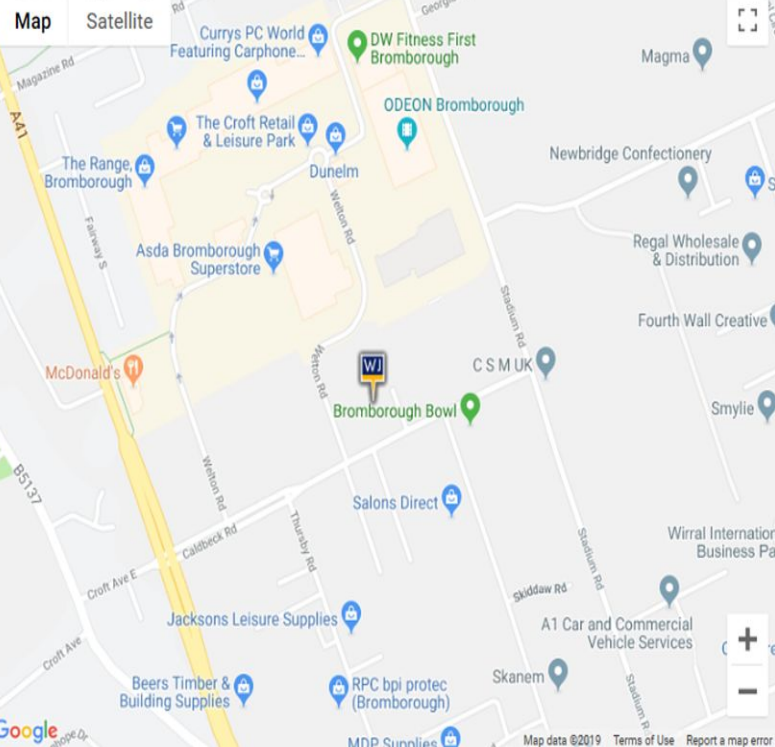 Map
Satellite
Rd
Georgia
Currys PC World
Featuring Carphone...
DW Fitness First
Bromborough
Magma
Magazine Rd
ODEON Bromborough
A41
The Croft Retail
& Leisure Park
Newbridge Confectionery
The Range,
Bromborough
Dunelm
S
Welton Rd
Fairway S
Asda Bromborough
Superstore
Regal Wholesale
& Distribution
Stadium Rd
Fourth Wall Creative
McDonald's
Welton Rd
WJ
C S M UK
Bromborough Bowl
Smylie
B5137
Welton Rd
Salons Direct
Thursby Rd
Caldbeck Rd
Wirral Internation
Business Pa
Stadium Rd
Croft Ave E
Skiddaw Rd
Jacksons Leisure Supplies
A1 Car and Commercial
Vehicle Services
+
Croft Ave
C
re
Skanem
Beers Timber &
Building Supplies
RPC bpi protec
(Bromborough)
Stadium R
−
Google
MDP Supplies
Map data ©2019
Terms of Use
Report a map error